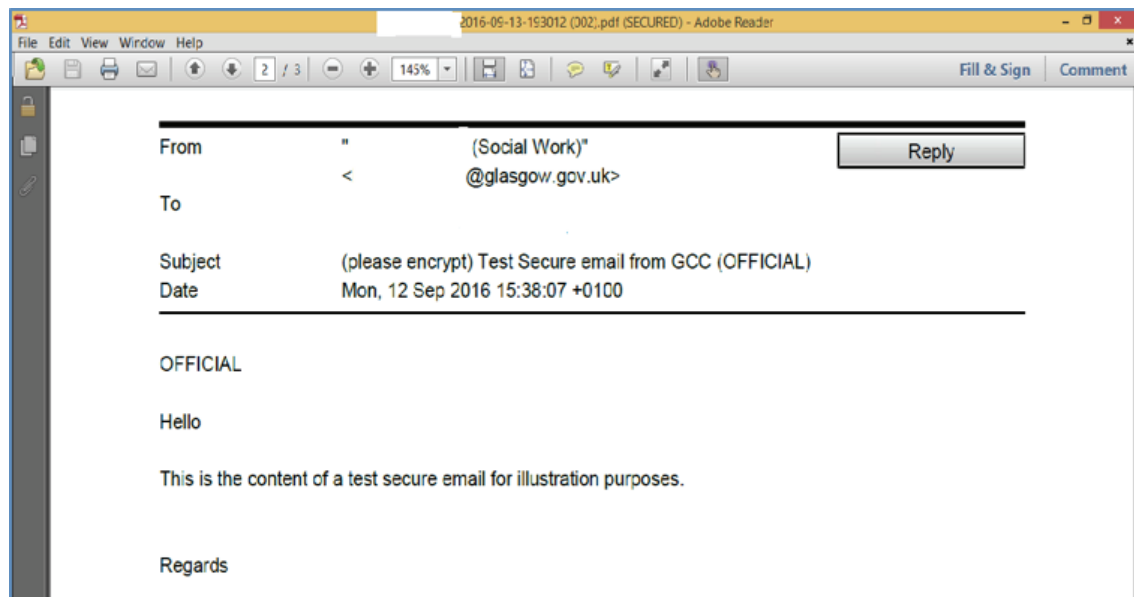 2016-09-13-193012 (002).pdf (SECURED) - Adobe Reader
File Edit View Window Help
2 / 3 145% Fill & Sign Comment
From " (Social Work)" Reply
< @glasgow.gov.uk>
To
Subject (please encrypt) Test Secure email from GCC (OFFICIAL)
Date Mon, 12 Sep 2016 15:38:07 +0100
OFFICIAL
Hello
This is the content of a test secure email for illustration purposes.
Regards